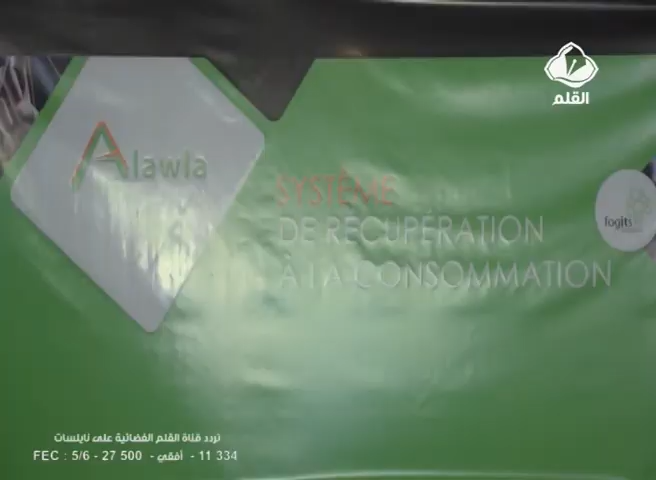 القلم
Alawla
SYSTÈME
DE RECUPÉRATION
À LA CONSOMMATION
fogits
تردد قناة القلم الفضائية على نايلسات
FEC : 5/6 - 27 500 - أفقي - 11 334